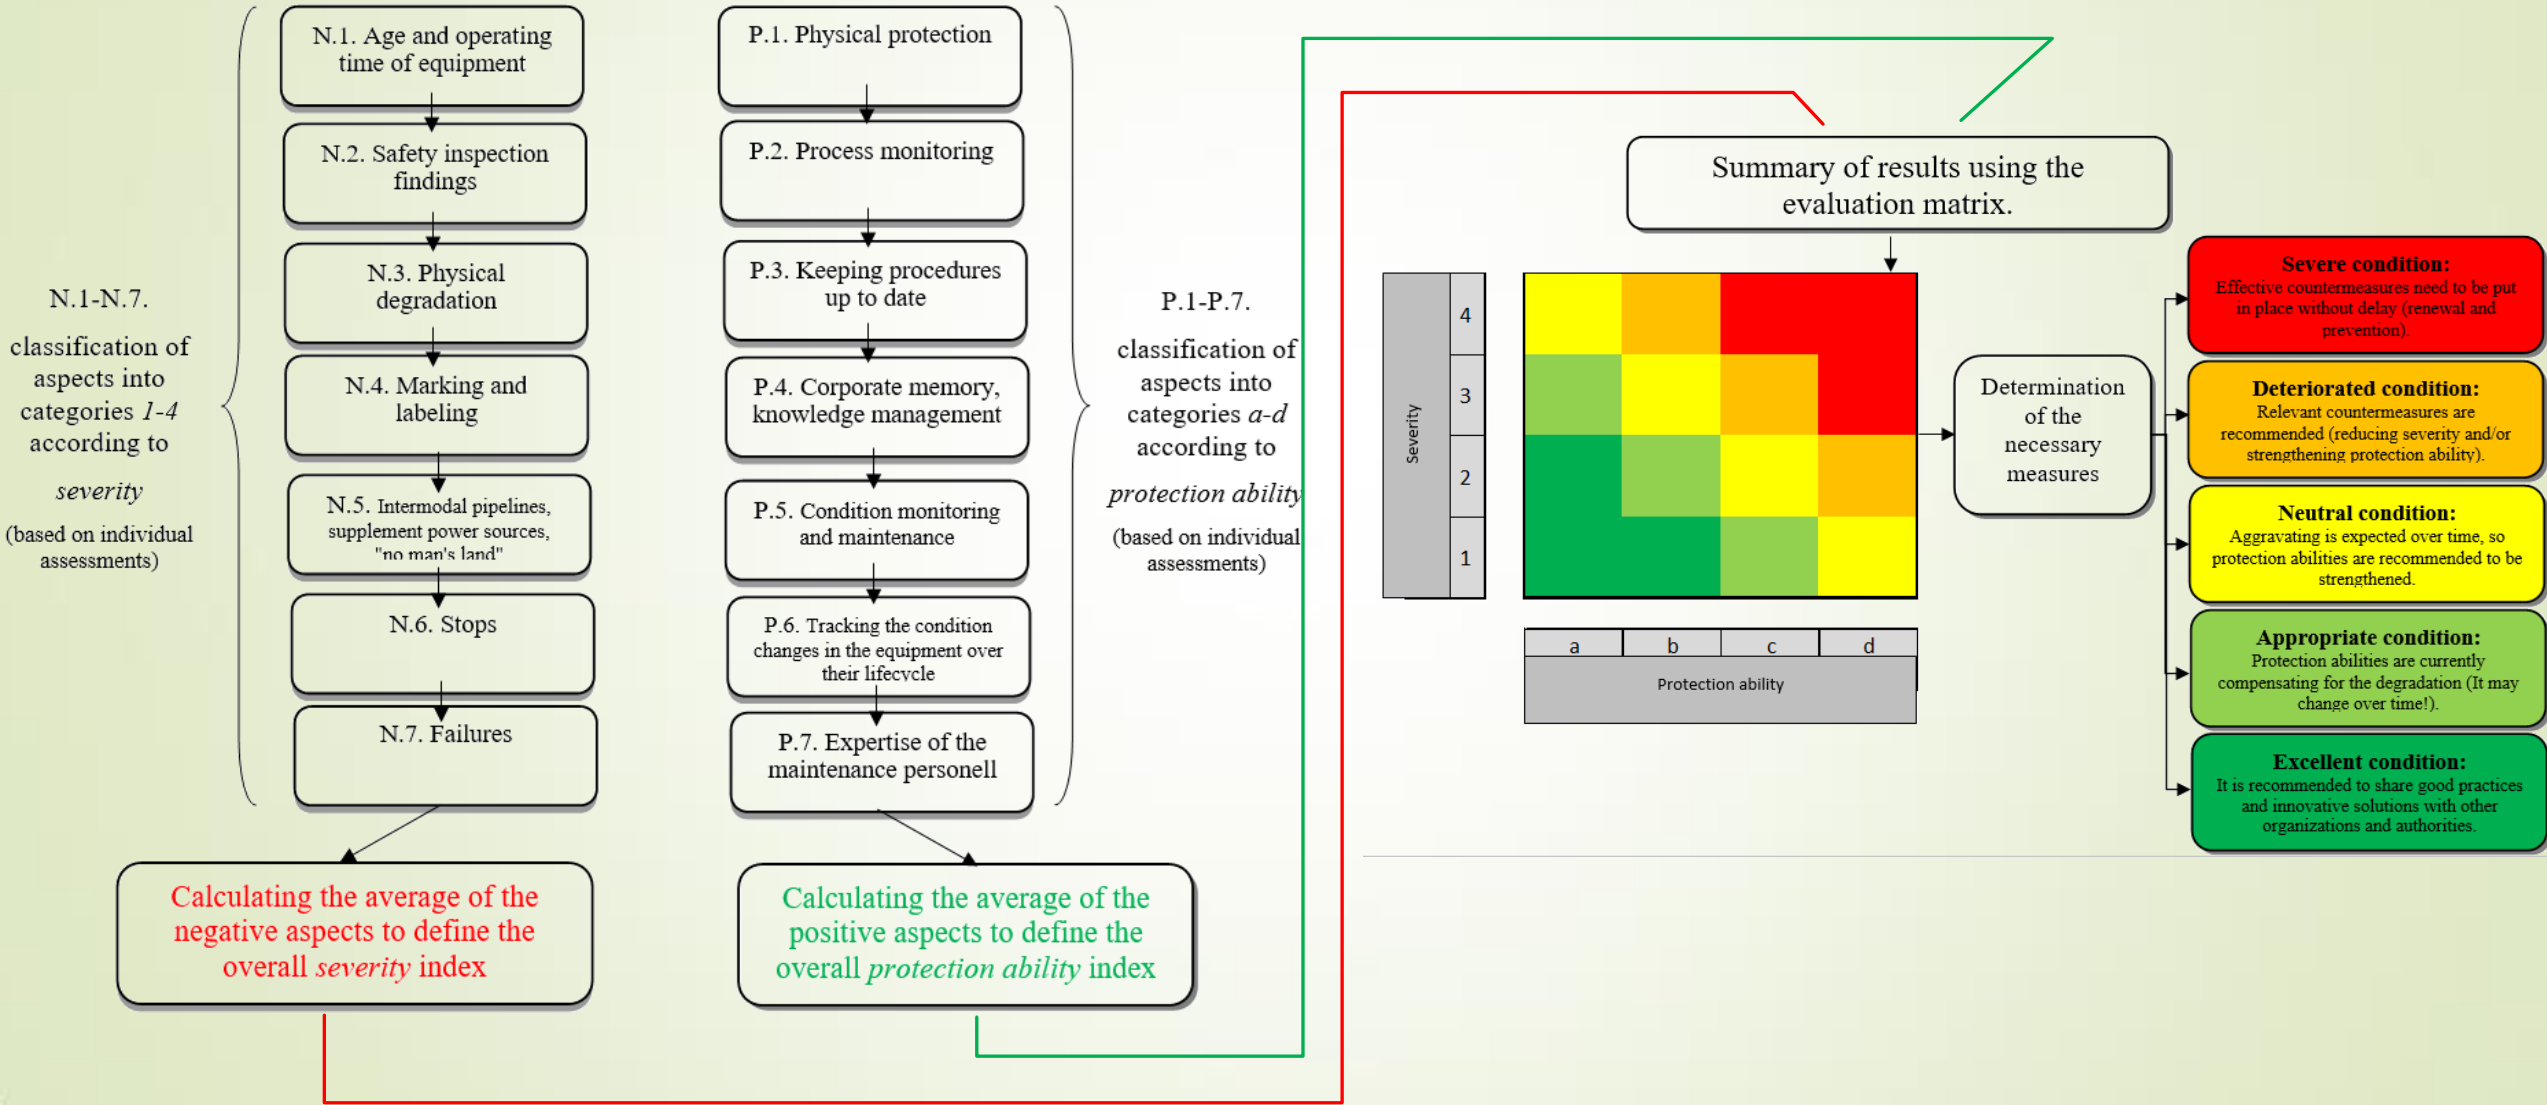 N.1-N.7.
classification of
aspects into
categories 1-4
according to
severity
(based on individual
assessments)
N.1. Age and operating
time of equipment
N.2. Safety inspection
findings
N.3. Physical
degradation
N.4. Marking and
labeling
N.5. Intermodal pipelines,
supplement power sources,
"no man's land"
N.6. Stops
N.7. Failures
Calculating the average of the
negative aspects to define the
overall severity index
P.1. Physical protection
P.2. Process monitoring
P.3. Keeping procedures
up to date
P.4. Corporate memory,
knowledge management
P.5. Condition monitoring
and maintenance
P.6. Tracking the condition
changes in the equipment over
their lifecycle
P.7. Expertise of the
maintenance personell
Calculating the average of the
positive aspects to define the
overall protection ability index
P.1-P.7.
classification of
aspects into
categories a-d
according to
protection ability
(based on individual
assessments)
Summary of results using the
evaluation matrix.
Severity
4
3
2
1
a b c d
Protection ability
Determination
of the
necessary
measures
Severe condition:
Effective countermeasures need to be put
in place without delay (renewal and
prevention).
Deteriorated condition:
Relevant countermeasures are
recommended (reducing severity and/or
strengthening protection ability).
Neutral condition:
Aggravating is expected over time, so
protection abilities are recommended to be
strengthened.
Appropriate condition:
Protection abilities are currently
compensating for the degradation (It may
change over time!).
Excellent condition:
It is recommended to share good practices
and innovative solutions with other
organizations and authorities.